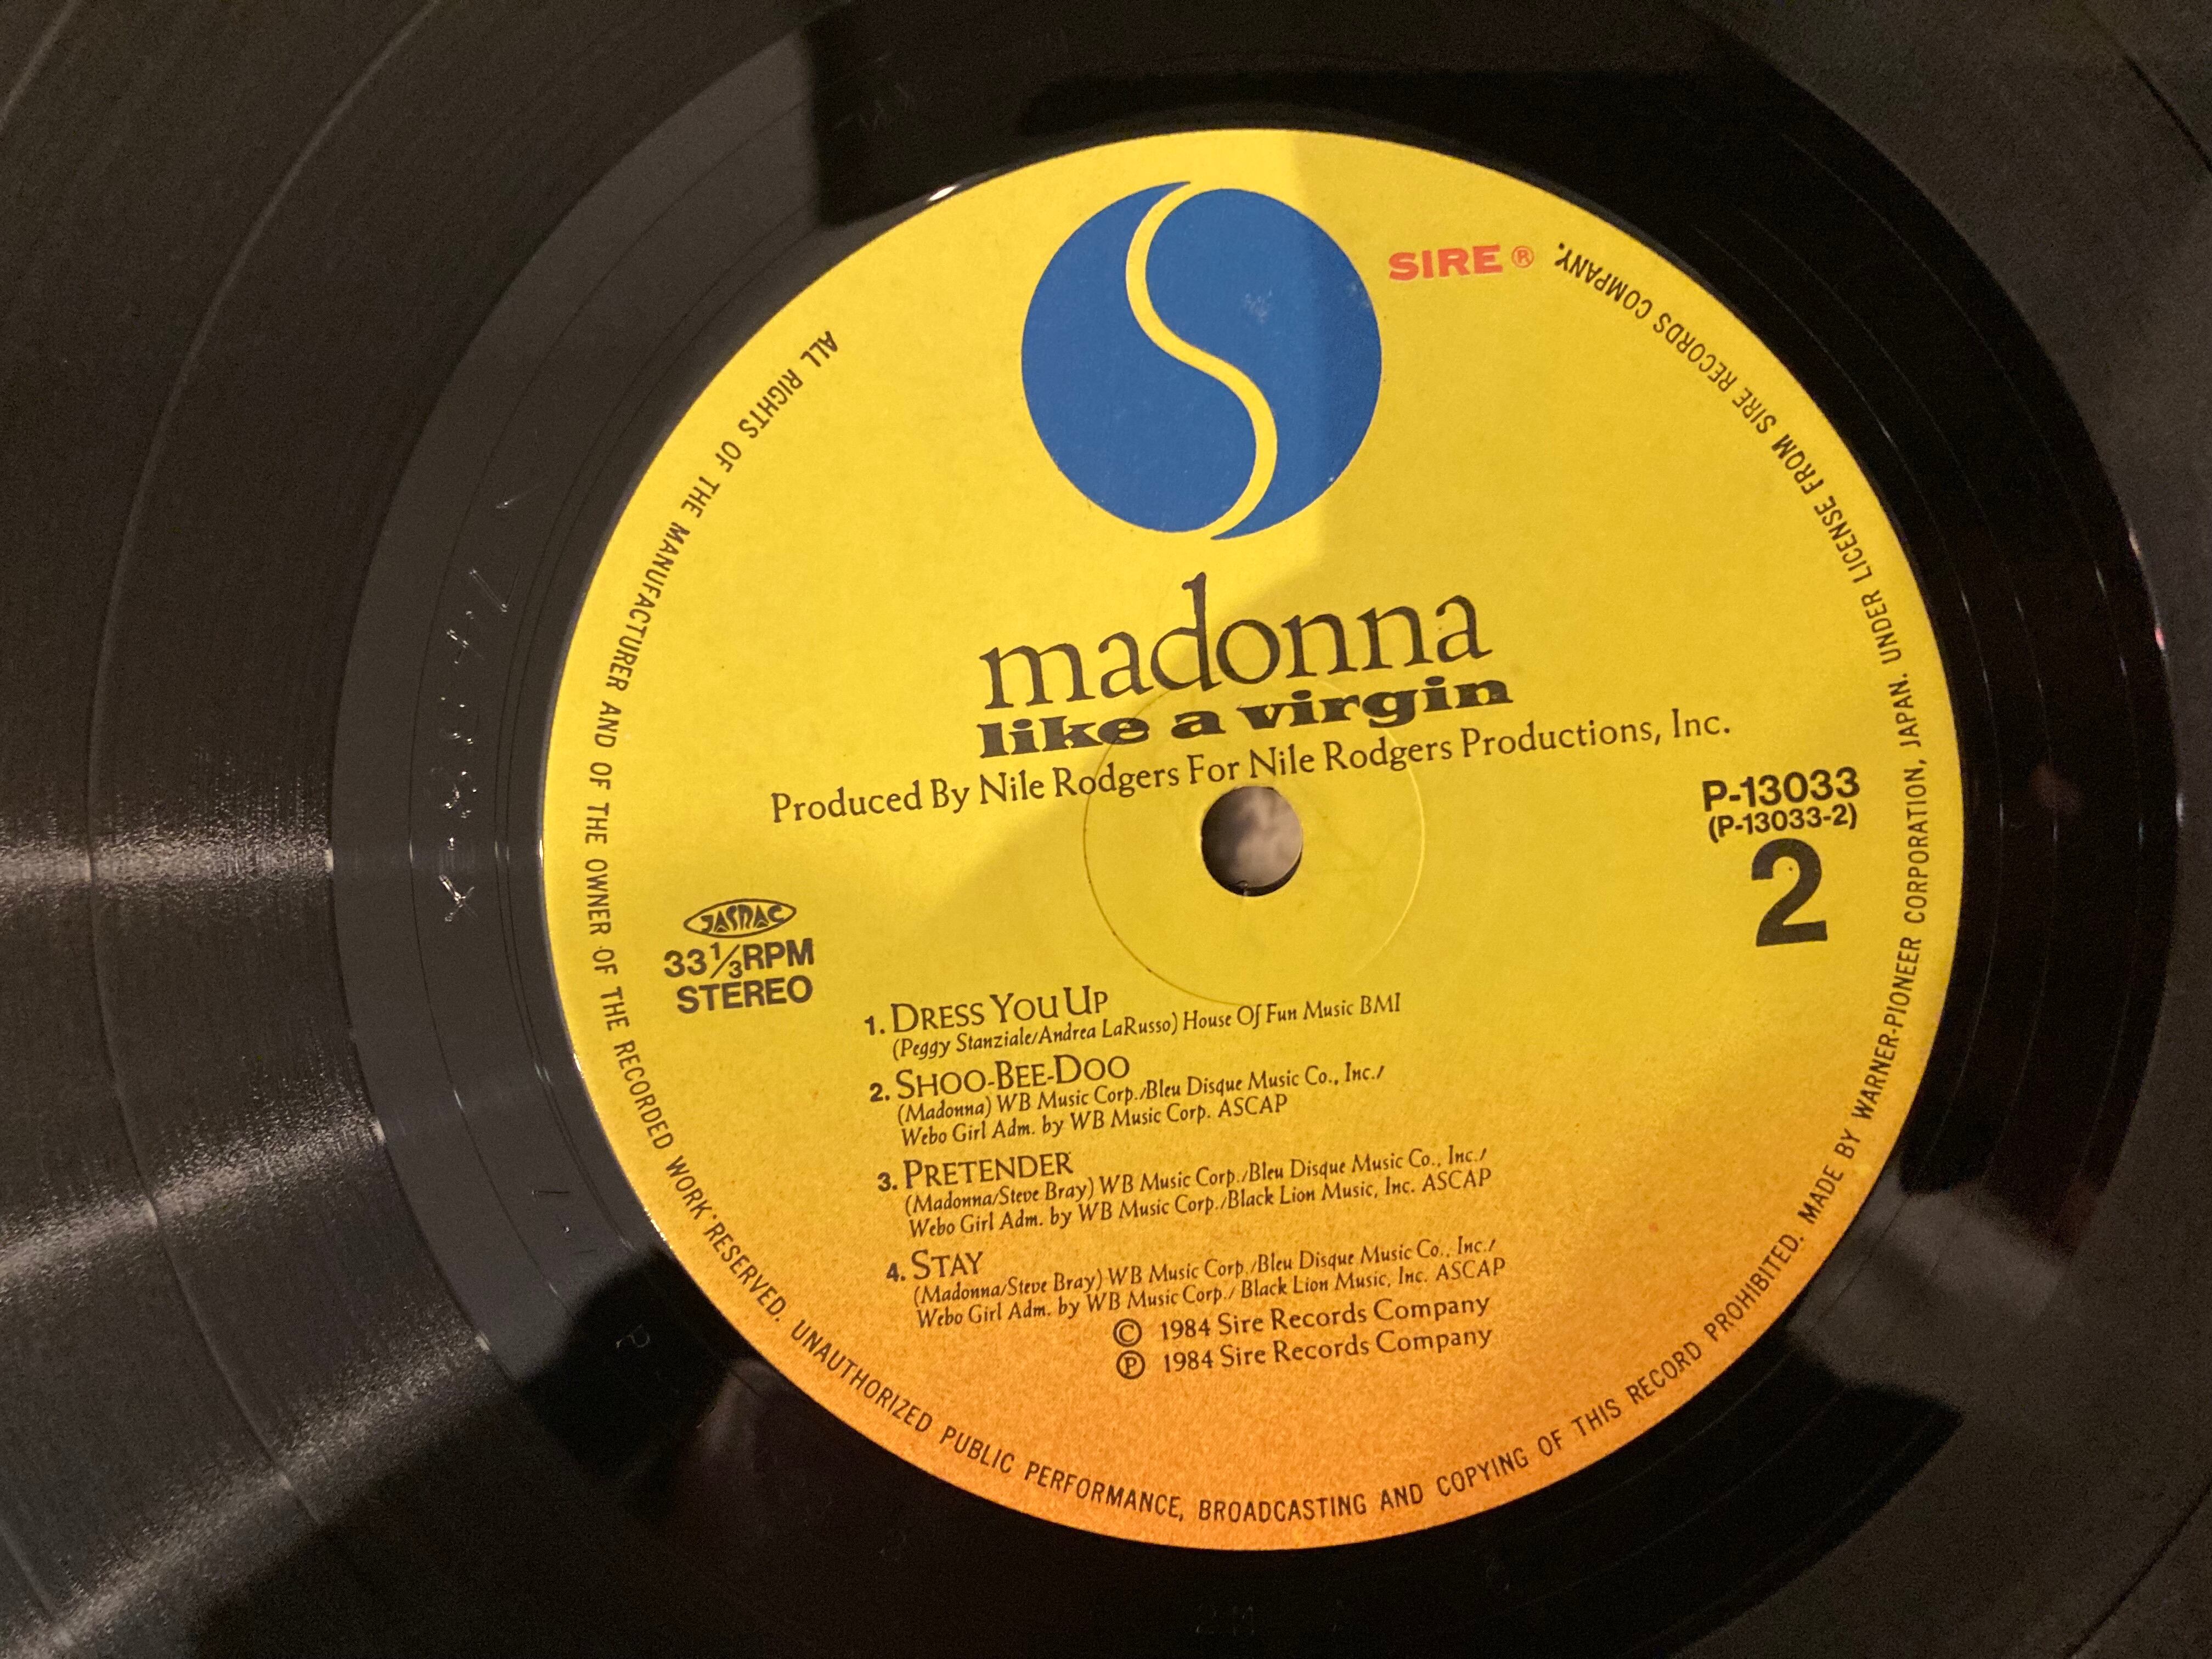 SIRE ®
madonna
like a virgin
Produced By Nile Rodgers For Nile Rodgers Productions, Inc.
P-13033
(P-13033-2)
2
JASRAC
33⅓RPM
STEREO
1. DRESS YOU UP
(Peggy Stanziale/Andrea LaRusso) House Of Fun Music BMI
2. SHOO-BEE-DOO
(Madonna) WB Music Corp./Bleu Disque Music Co., Inc./
Webo Girl Adm. by WB Music Corp. ASCAP
3. PRETENDER
(Madonna/Steve Bray) WB Music Corp./Bleu Disque Music Co., Inc./
Webo Girl Adm. by WB Music Corp./Black Lion Music, Inc. ASCAP
4. STAY
(Madonna/Steve Bray) WB Music Corp./Bleu Disque Music Co., Inc./
Webo Girl Adm. by WB Music Corp./ Black Lion Music, Inc. ASCAP
© 1984 Sire Records Company
℗ 1984 Sire Records Company
ALL RIGHTS OF THE MANUFACTURER AND OF THE OWNER OF THE RECORDED WORK RESERVED. UNAUTHORIZED PUBLIC PERFORMANCE, BROADCASTING AND COPYING OF THIS RECORD PROHIBITED. MADE BY WARNER-PIONEER CORPORATION, JAPAN. UNDER LICENSE FROM SIRE RECORDS COMPANY.